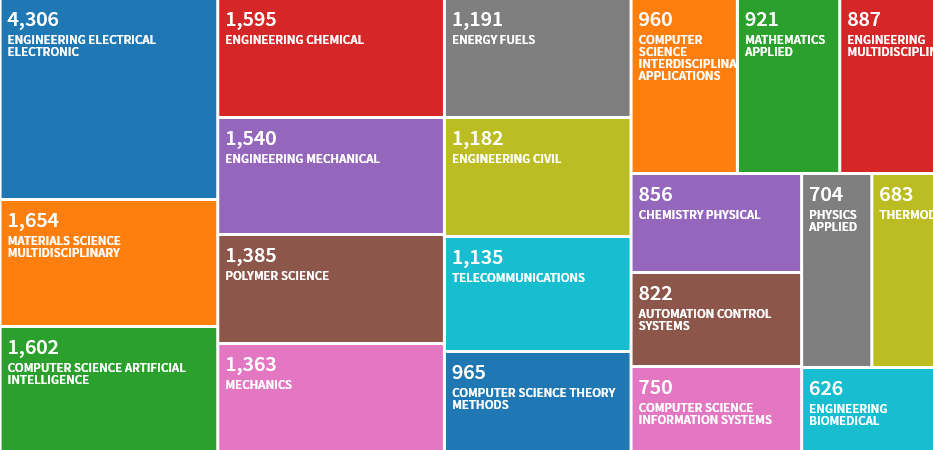 4,306
ENGINEERING ELECTRICAL
ELECTRONIC
1,654
MATERIALS SCIENCE
MULTIDISCIPLINARY
1,602
COMPUTER SCIENCE ARTIFICIAL
INTELLIGENCE
1,595
ENGINEERING CHEMICAL
1,540
ENGINEERING MECHANICAL
1,385
POLYMER SCIENCE
1,363
MECHANICS
1,191
ENERGY FUELS
1,182
ENGINEERING CIVIL
1,135
TELECOMMUNICATIONS
965
COMPUTER SCIENCE THEORY
METHODS
960
COMPUTER
SCIENCE
INTERDISCIPLINA
APPLICATIONS
921
MATHEMATICS
APPLIED
887
ENGINEERING
MULTIDISCIPLIN
856
CHEMISTRY PHYSICAL
822
AUTOMATION CONTROL
SYSTEMS
750
COMPUTER SCIENCE
INFORMATION SYSTEMS
704
PHYSICS
APPLIED
683
THERMOD
626
ENGINEERING
BIOMEDICAL